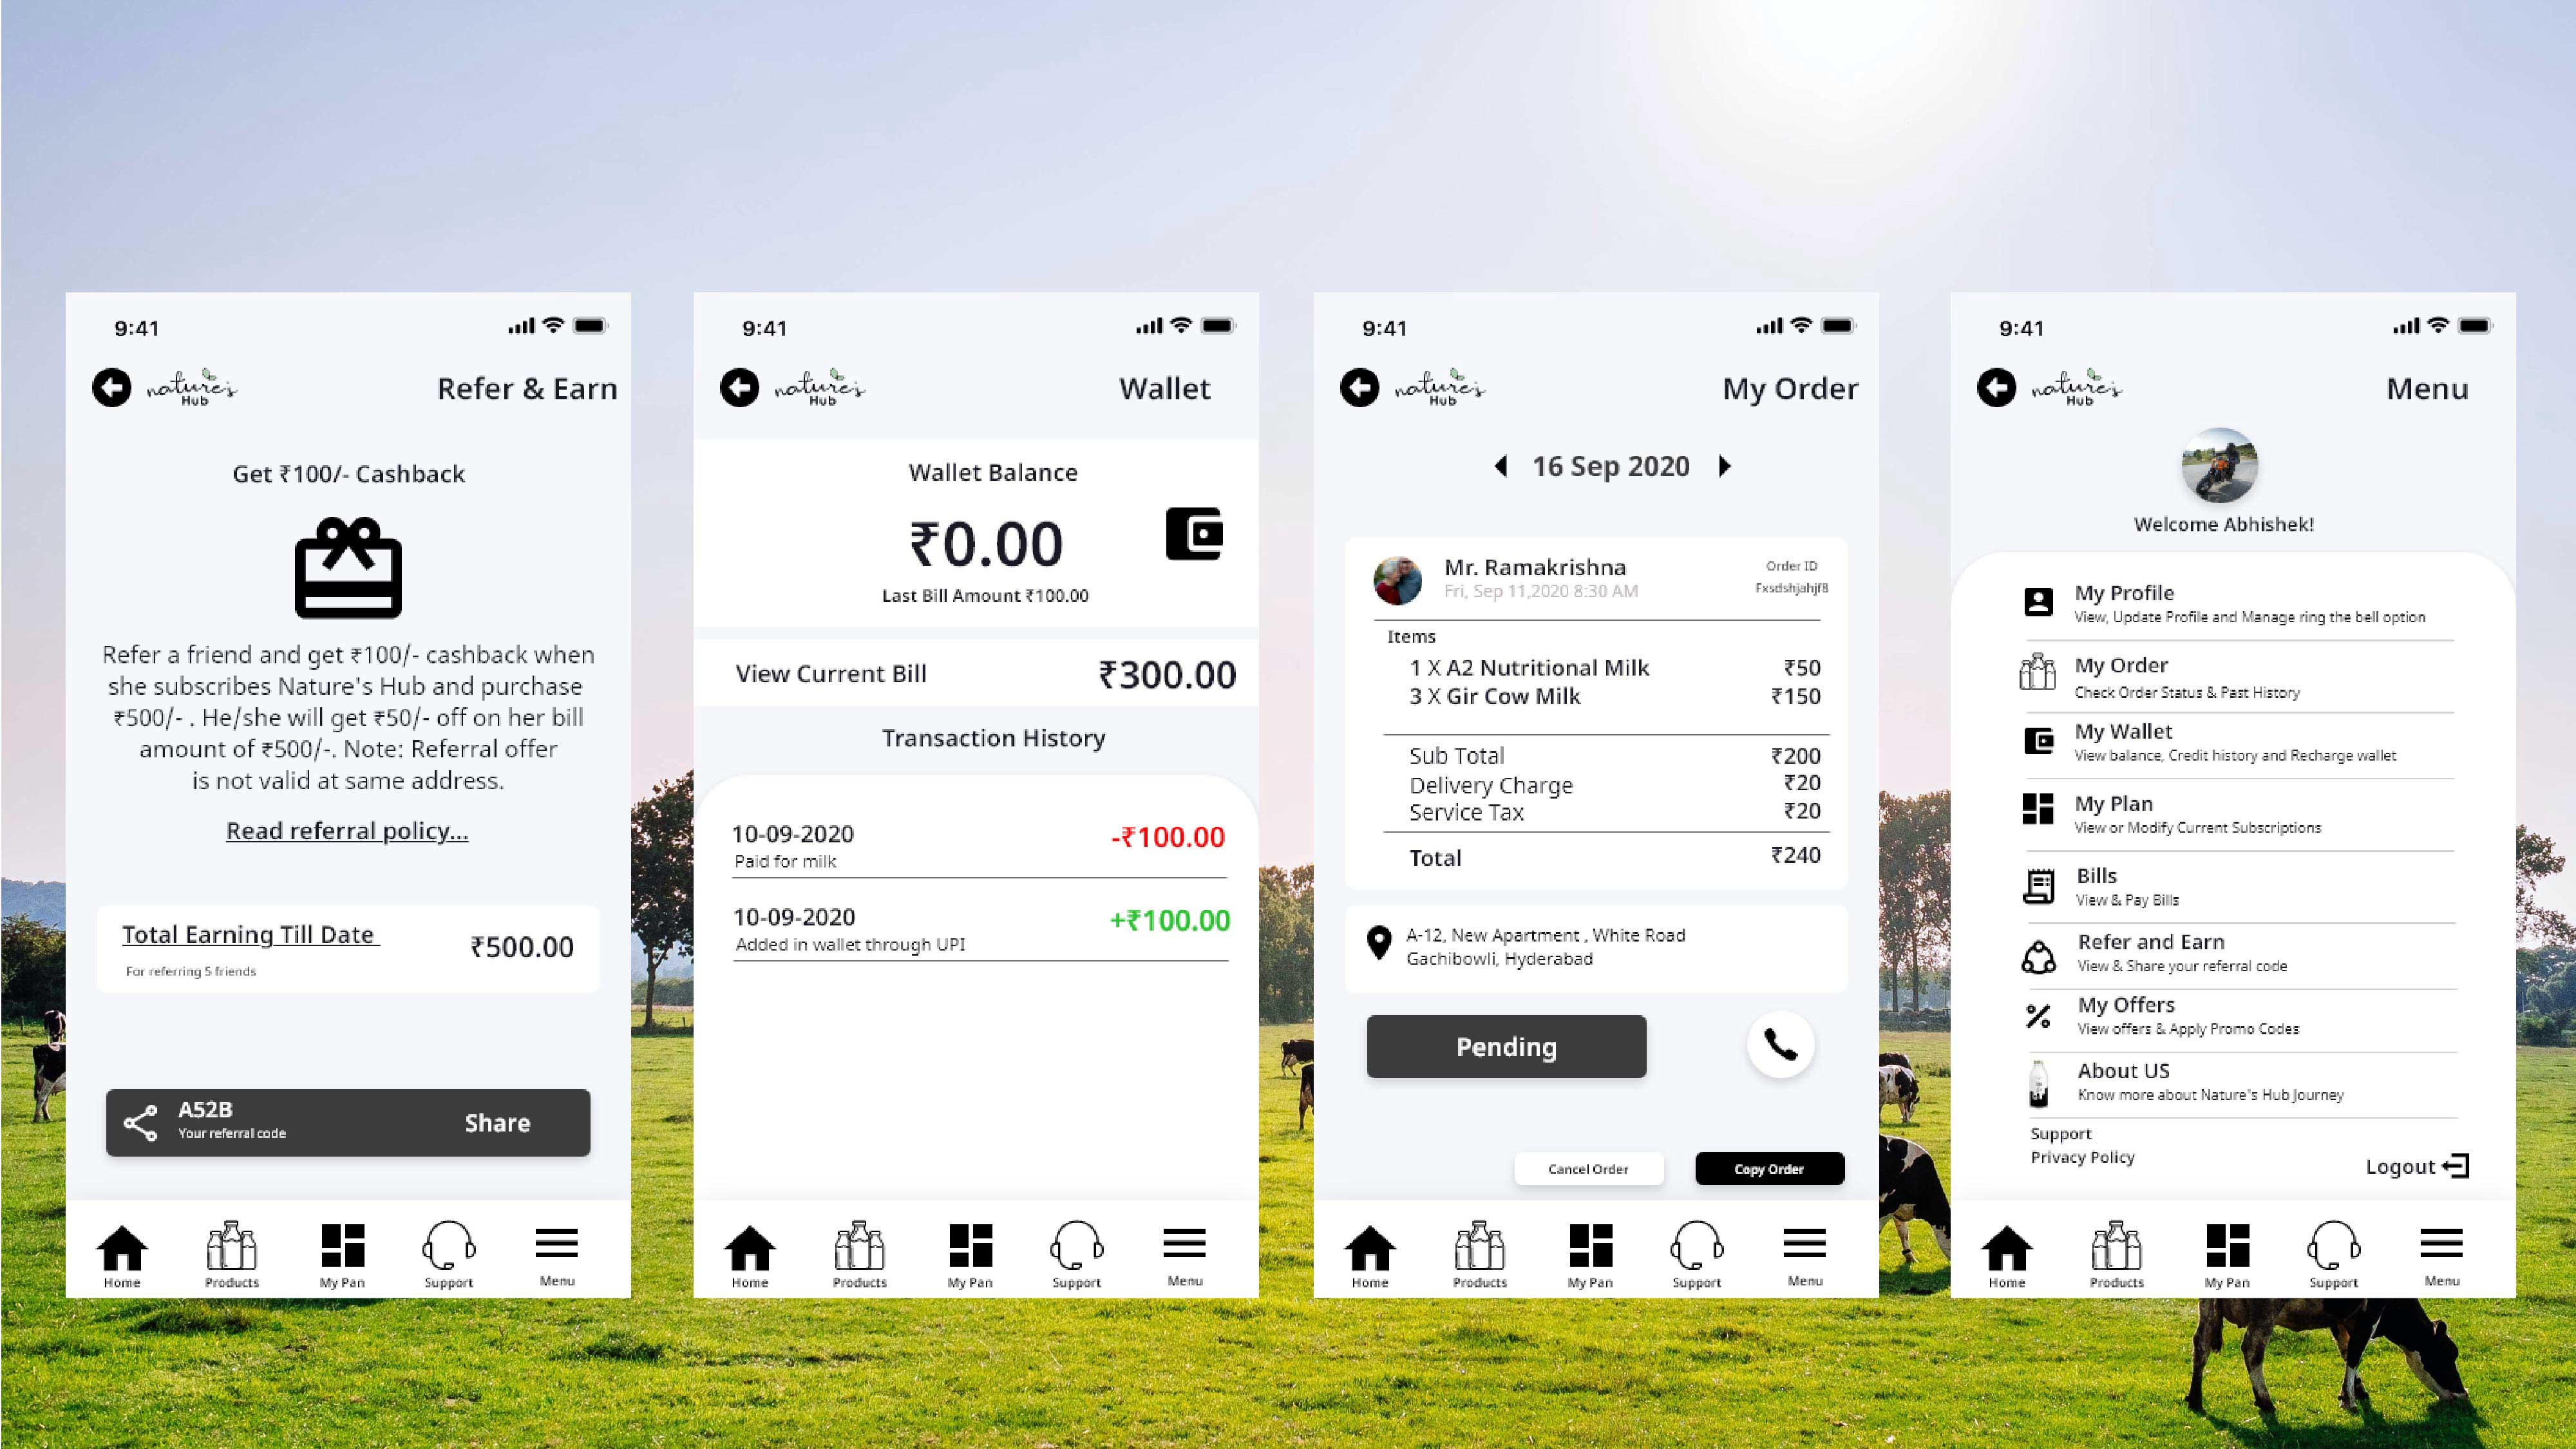 9:41
nature's
Hub
Refer & Earn
Get ₹100/- Cashback
Refer a friend and get ₹100/- cashback when
she subscribes Nature's Hub and purchase
₹500/- . He/she will get ₹50/- off on her bill
amount of ₹500/-. Note: Referral offer
is not valid at same address.
Read referral policy...
Total Earning Till Date
₹500.00
For referring 5 friends
A52B
Your referral code
Share
Home
Products
My Pan
Support
Menu
9:41
nature's
Hub
Wallet
Wallet Balance
₹0.00
Last Bill Amount ₹100.00
View Current Bill
₹300.00
Transaction History
10-09-2020
-₹100.00
Paid for milk
10-09-2020
+₹100.00
Added in wallet through UPI
Home
Products
My Pan
Support
Menu
9:41
nature's
Hub
My Order
16 Sep 2020
Mr. Ramakrishna
Fri, Sep 11,2020 8:30 AM
Order ID
Fxsdshjahjf8
Items
1 X A2 Nutritional Milk ₹50
3 X Gir Cow Milk ₹150
Sub Total ₹200
Delivery Charge ₹20
Service Tax ₹20
Total ₹240
A-12, New Apartment , White Road
Gachibowli, Hyderabad
Pending
Cancel Order
Copy Order
Home
Products
My Pan
Support
Menu
9:41
nature's
Hub
Menu
Welcome Abhishek!
My Profile
View, Update Profile and Manage ring the bell option
My Order
Check Order Status & Past History
My Wallet
View balance, Credit history and Recharge wallet
My Plan
View or Modify Current Subscriptions
Bills
View & Pay Bills
Refer and Earn
View & Share your referral code
My Offers
View offers & Apply Promo Codes
About US
Know more about Nature's Hub Journey
Support
Privacy Policy
Logout
Home
Products
My Pan
Support
Menu